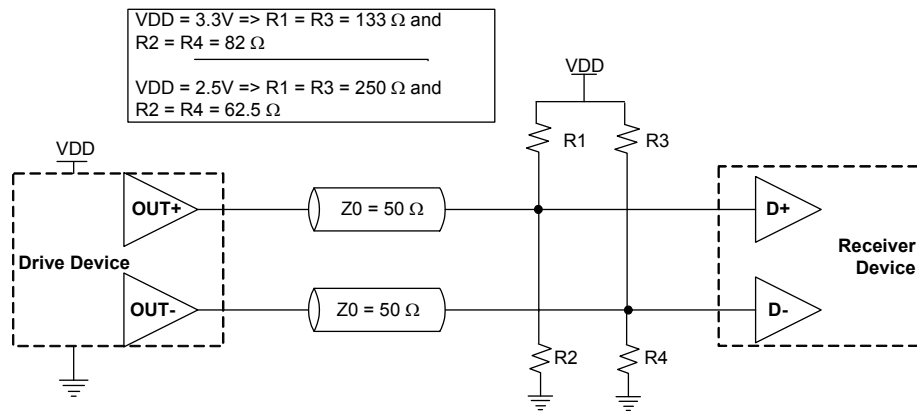 VDD = 3.3V => R1 = R3 = 133 Ω and
R2 = R4 = 82 Ω
VDD = 2.5V => R1 = R3 = 250 Ω and
R2 = R4 = 62.5 Ω
VDD
R1
R3
VDD
OUT+
Z0 = 50 Ω
D+
Drive Device
Receiver
Device
OUT-
Z0 = 50 Ω
D-
R2
R4